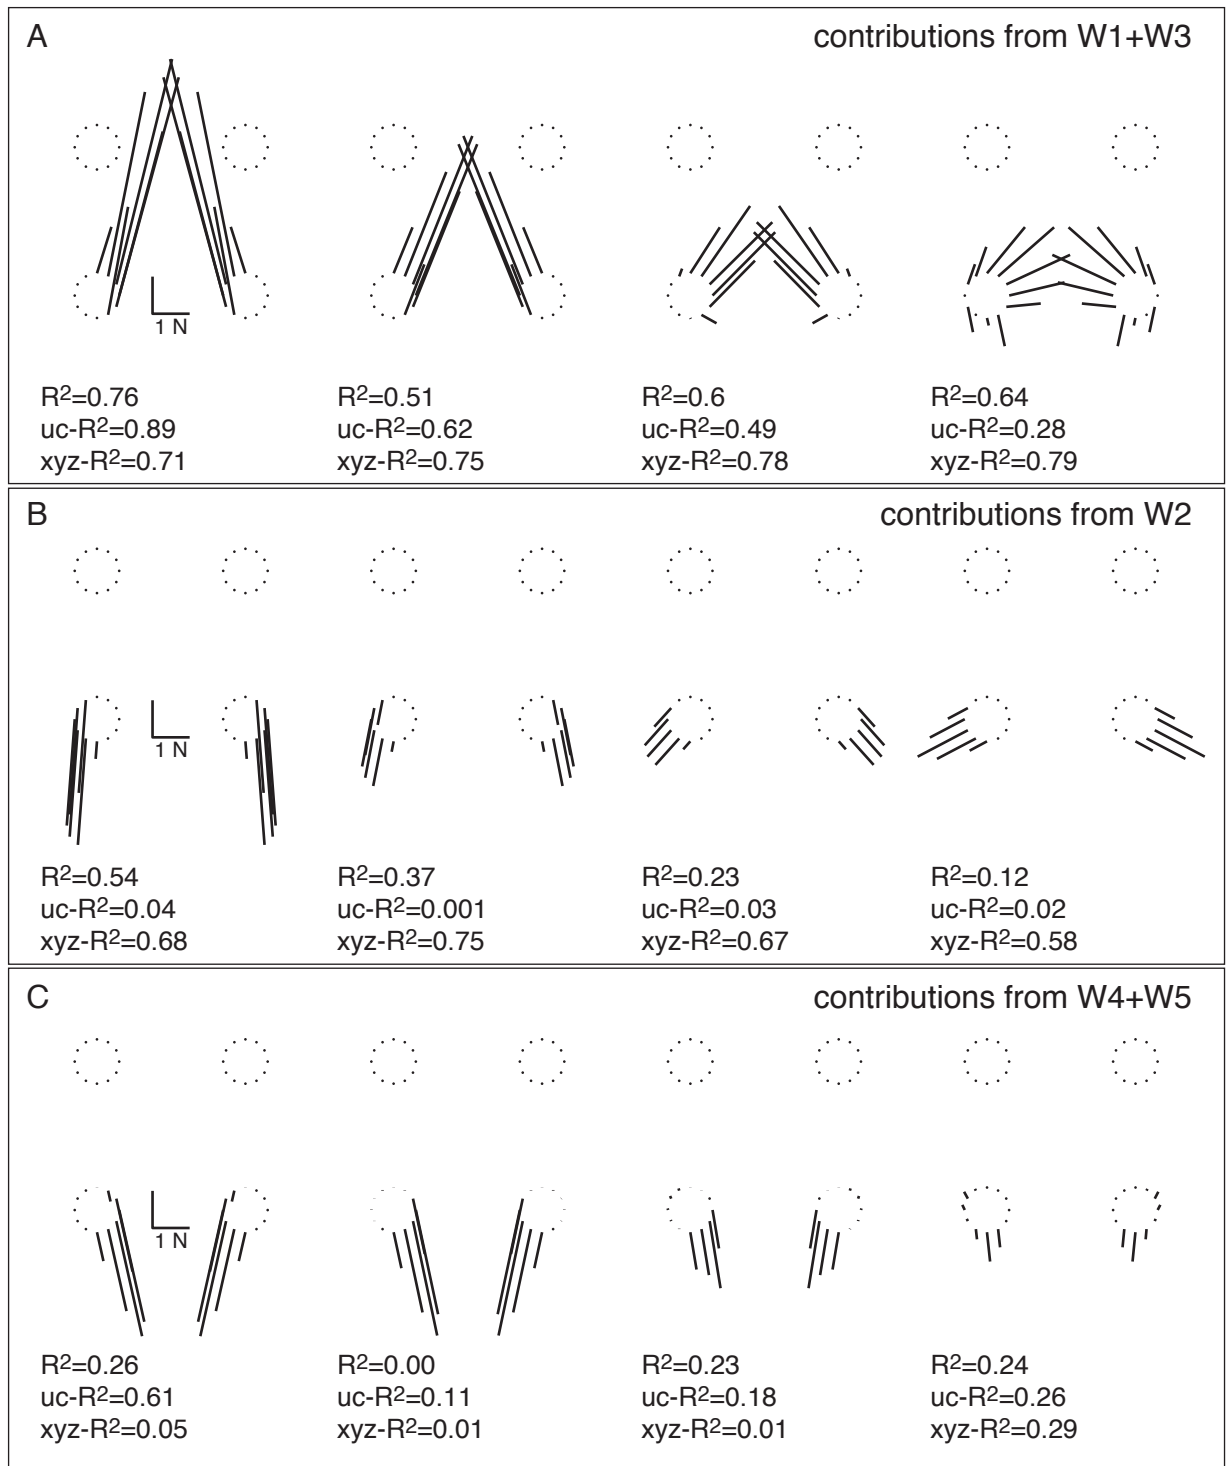 A
contributions from W1+W3
1 N
R²=0.76
uc-R²=0.89
xyz-R²=0.71
R²=0.51
uc-R²=0.62
xyz-R²=0.75
R²=0.6
uc-R²=0.49
xyz-R²=0.78
R²=0.64
uc-R²=0.28
xyz-R²=0.79
B
contributions from W2
1 N
R²=0.54
uc-R²=0.04
xyz-R²=0.68
R²=0.37
uc-R²=0.001
xyz-R²=0.75
R²=0.23
uc-R²=0.03
xyz-R²=0.67
R²=0.12
uc-R²=0.02
xyz-R²=0.58
C
contributions from W4+W5
1 N
R²=0.26
uc-R²=0.61
xyz-R²=0.05
R²=0.00
uc-R²=0.11
xyz-R²=0.01
R²=0.23
uc-R²=0.18
xyz-R²=0.01
R²=0.24
uc-R²=0.26
xyz-R²=0.29